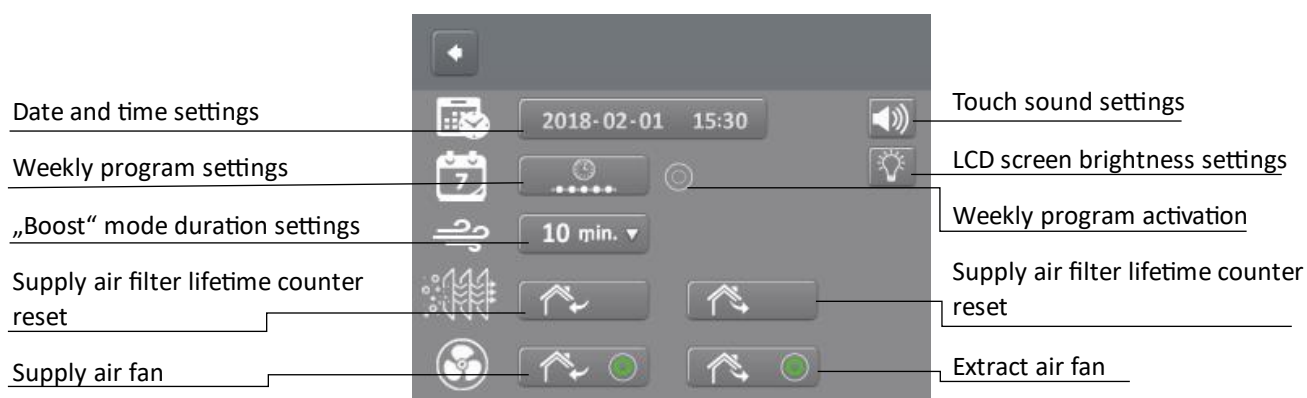 Date and time settings
2018-02-01 15:30
Touch sound settings
Weekly program settings
7
LCD screen brightness settings
Weekly program activation
„Boost“ mode duration settings
10 min.
Supply air filter lifetime counter
reset
Supply air filter lifetime counter
reset
Supply air fan
Extract air fan